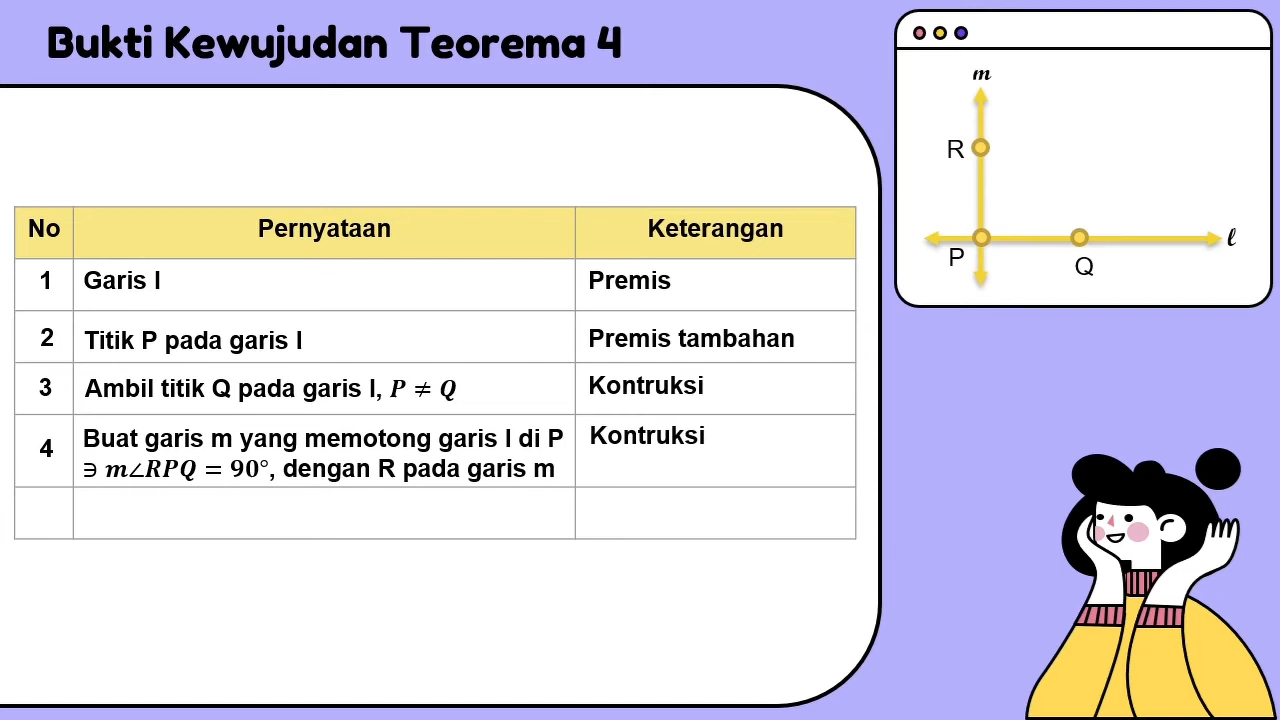 Bukti Kewujudan Teorema 4
No Pernyataan Keterangan
1 Garis l Premis
2 Titik P pada garis l Premis tambahan
3 Ambil titik Q pada garis l, P ≠ Q Kontruksi
4 Buat garis m yang memotong garis l di P Kontruksi
∋ m∠RPQ = 90°, dengan R pada garis m
m
R
P
Q
ℓ